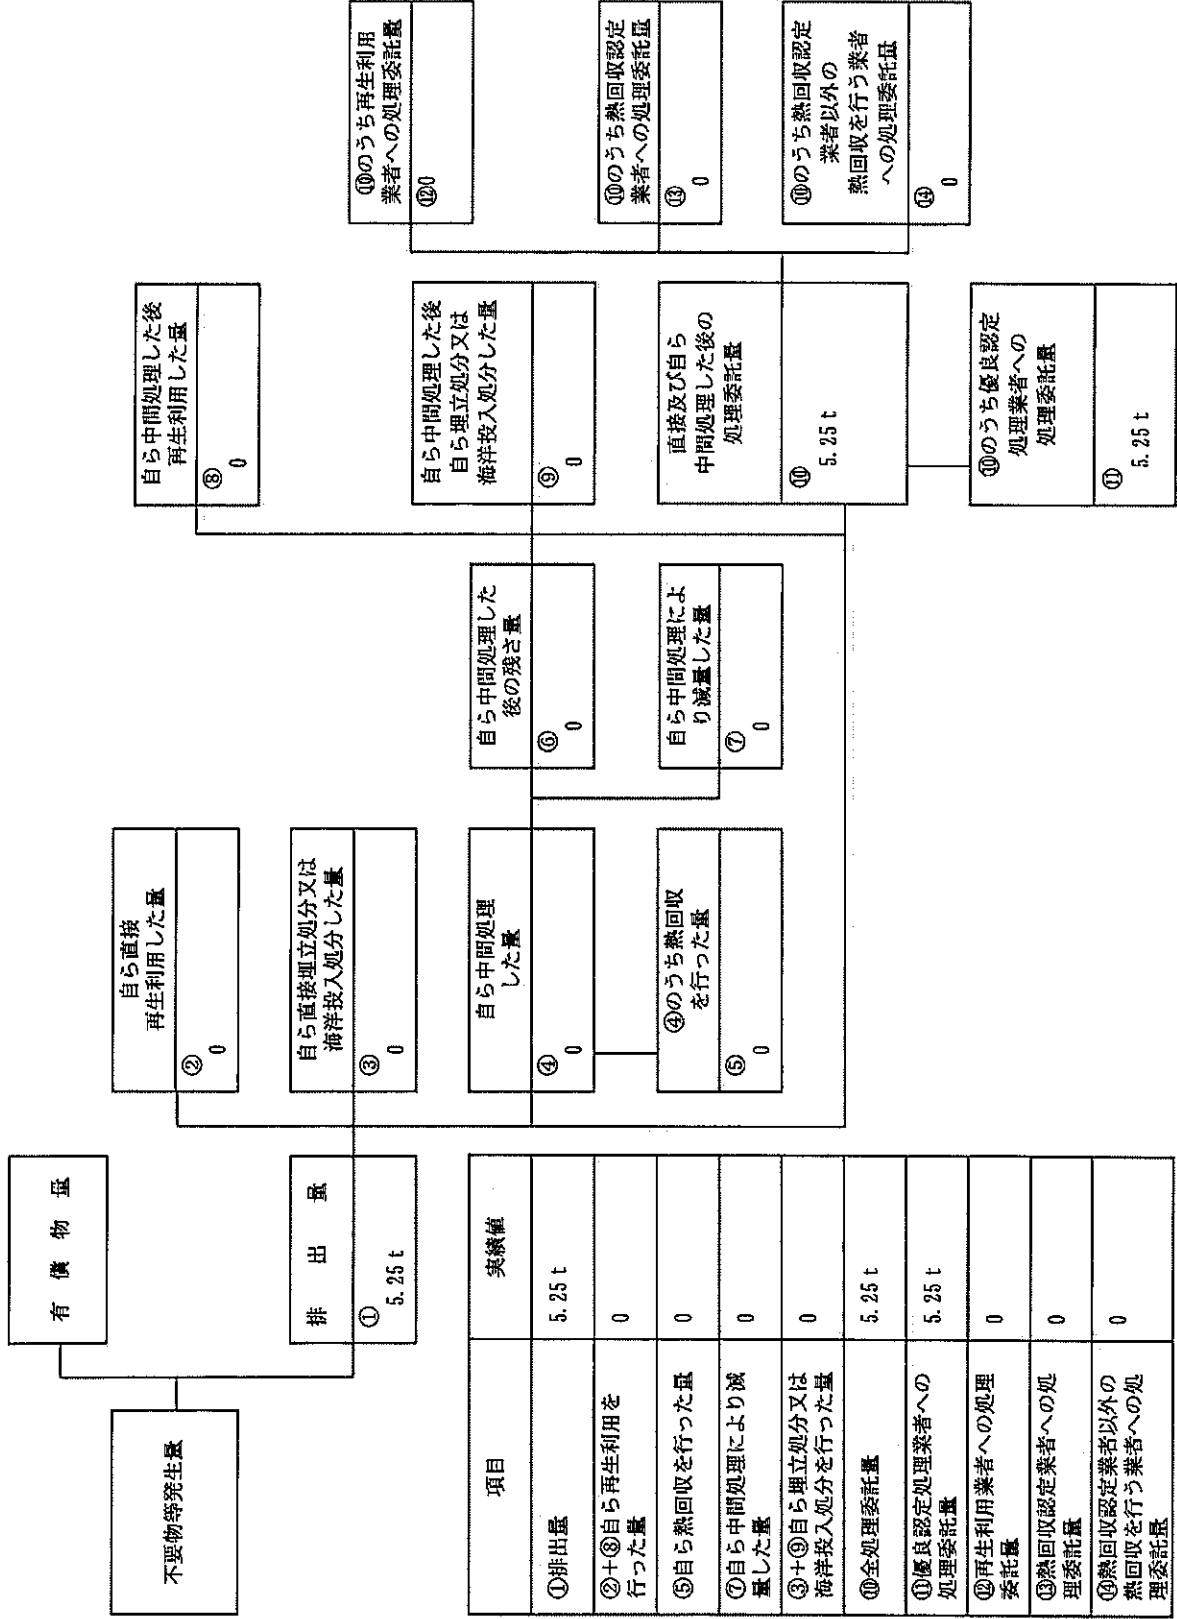 不要物等発生量
有償物量
排出量
①
5.25 t
自ら直接
再生利用した量
②
0
自ら直接埋立処分又は
海洋投入処分した量
③
0
自ら中間処理
した量
④
0
④のうち熱回収
を行った量
⑤
0
自ら中間処理した
後の残さ量
⑥
0
自ら中間処理によ
り減量した量
⑦
0
自ら中間処理した後
再生利用した量
⑧
0
自ら中間処理した後
自ら埋立処分又は
海洋投入処分した量
⑨
0
直接及び自ら
中間処理した後の
処理委託量
⑩
5.25 t
⑩のうち優良認定
処理業者への
処理委託量
⑪
5.25 t
⑩のうち再生利用
業者への処理委託量
⑫0
⑩のうち熱回収認定
業者への処理委託量
⑬
0
⑩のうち熱回収認定
業者以外の
熱回収を行う業者
への処理委託量
⑭
0
項目 実績値
①排出量 5.25 t
②+⑧自ら再生利用を
行った量 0
⑤自ら熱回収を行った量 0
⑦自ら中間処理により減
量した量 0
③+⑨自ら埋立処分又は
海洋投入処分を行った量 0
⑩全処理委託量 5.25 t
⑪優良認定処理業者への
処理委託量 5.25 t
⑫再生利用業者への処理
委託量 0
⑬熱回収認定業者への処
理委託量 0
⑭熱回収認定業者以外の
熱回収を行う業者への処
理委託量 0